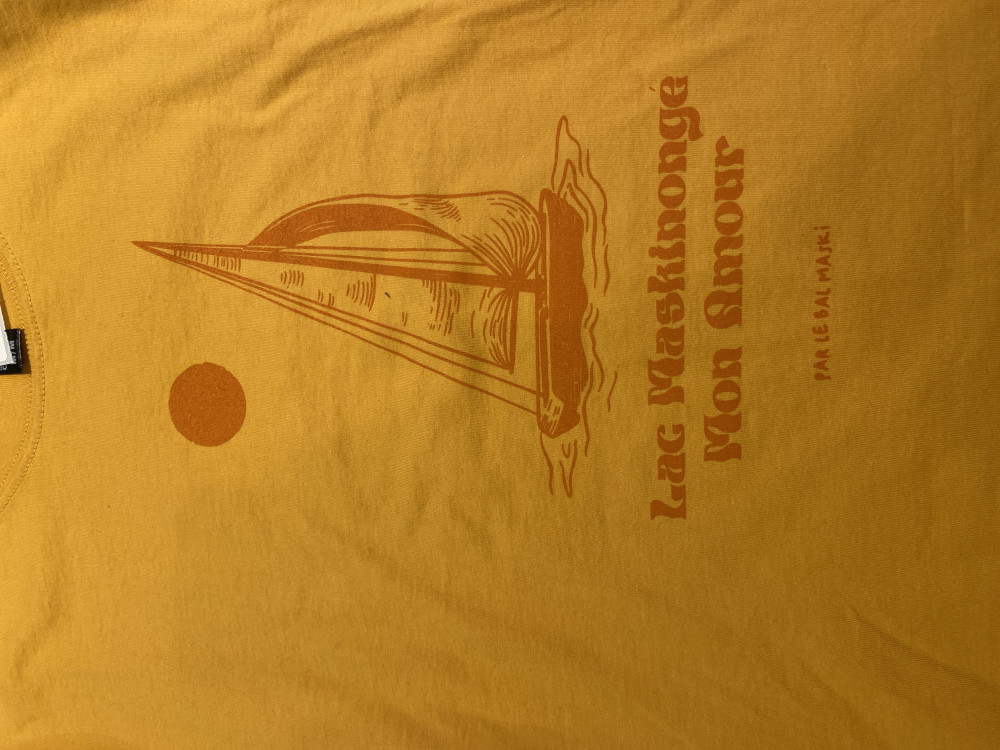 Lac Maskinongé
Mon Amour
PAR LE BAL MASKi